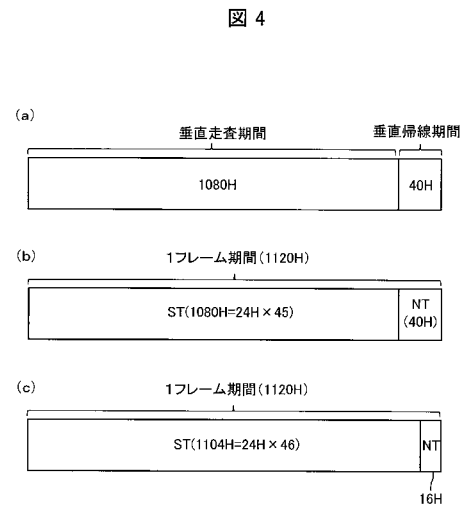 図 4
(a)
垂直走査期間 垂直帰線期間
1080H 40H
(b)
1フレーム期間(1120H)
ST(1080H=24H×45) NT
(40H)
(c)
1フレーム期間(1120H)
ST(1104H=24H×46) NT
16H